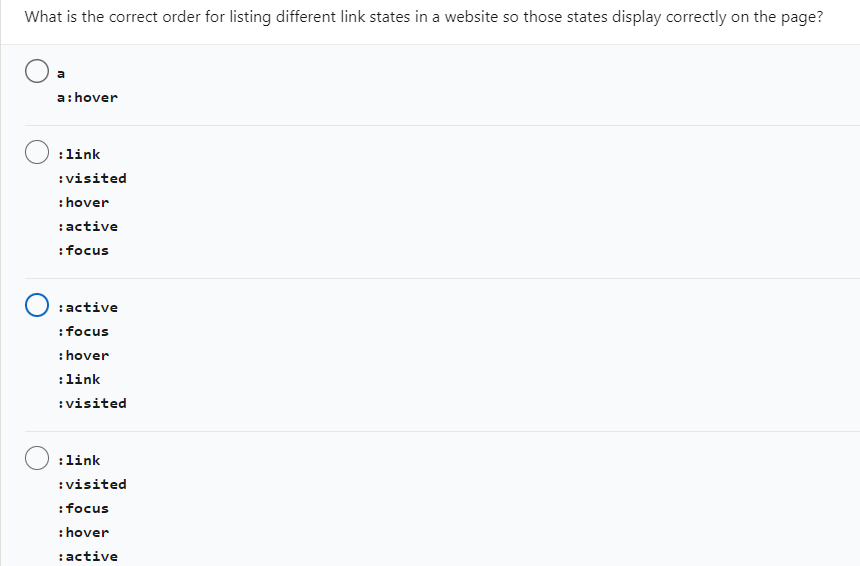 What is the correct order for listing different link states in a website so those states display correctly on the page?
a
a:hover
:link
:visited
:hover
:active
:focus
:active
:focus
:hover
:link
:visited
:link
:visited
:focus
:hover
:active